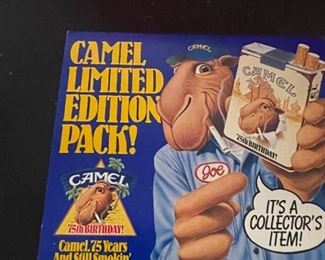 CAMEL
LIMITED
EDITION
PACK!
CAMEL
CAMEL
75th BIRTHDAY!
Joe
CAMEL
75th BIRTHDAY!
Camel. 75 Years
And Still Smokin'
IT'S A
COLLECTOR'S
ITEM!